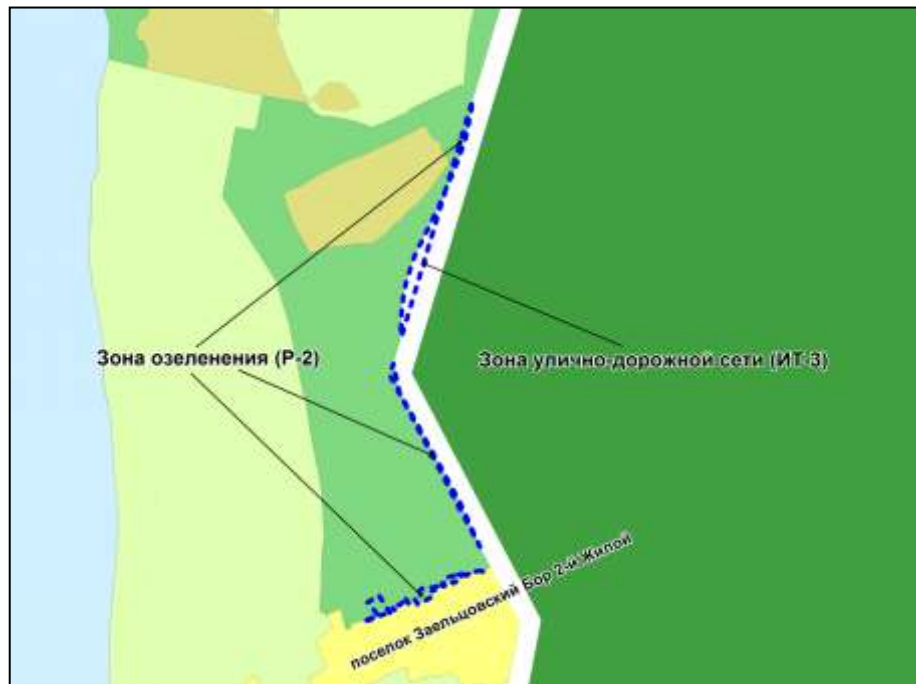 Зона озеленения (Р-2)
Зона улично-дорожной сети (ИТ-3)
поселок Заельцовский Бор 2-й Жилой